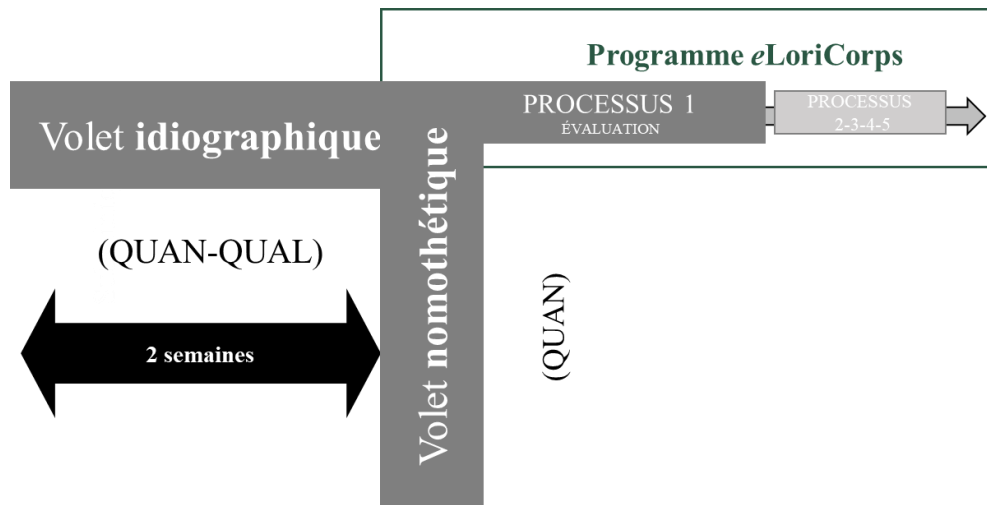 Programme eLoriCorps
PROCESSUS 1
ÉVALUATION
PROCESSUS
2-3-4-5
Volet idiographique
Volet nomothétique
(QUAN-QUAL)
2 semaines
(QUAN)